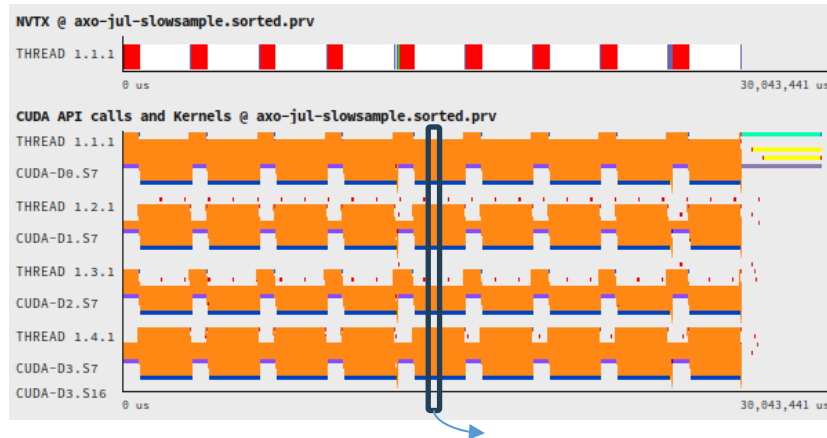 NVTX @ axo-jul-slowsample.sorted.prv
THREAD 1.1.1
0 us
30,043,441 us
CUDA API calls and Kernels @ axo-jul-slowsample.sorted.prv
THREAD 1.1.1
CUDA-D0.S7
THREAD 1.2.1
CUDA-D1.S7
THREAD 1.3.1
CUDA-D2.S7
THREAD 1.4.1
CUDA-D3.S7
CUDA-D3.S16
0 us
30,043,441 us